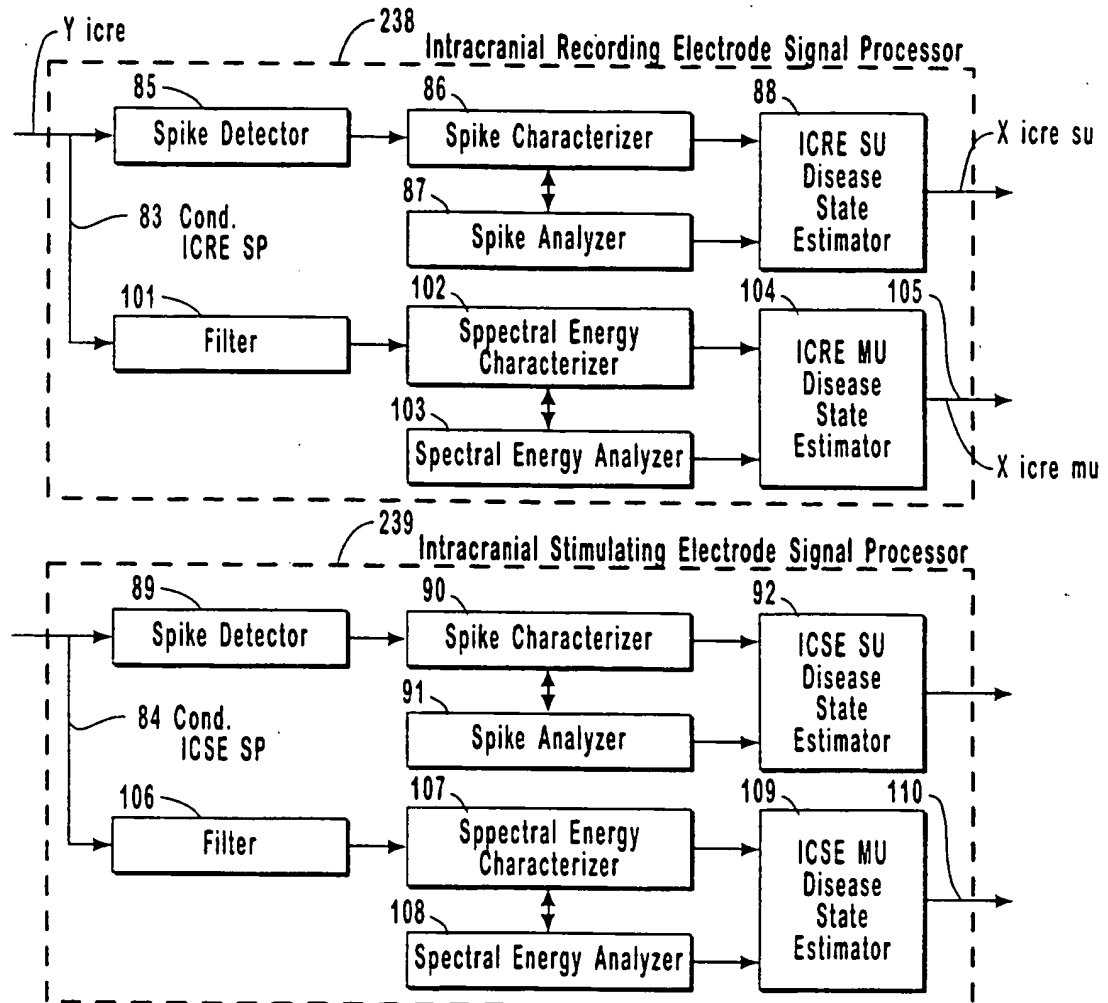 Y icre
238
Intracranial Recording Electrode Signal Processor
85
Spike Detector
86
Spike Characterizer
88
ICRE SU
Disease
State
Estimator
X icre su
83 Cond.
ICRE SP
87
Spike Analyzer
101
Filter
102
Sppectral Energy
Characterizer
104
ICRE MU
Disease
State
Estimator
105
103
Spectral Energy Analyzer
X icre mu
239
Intracranial Stimulating Electrode Signal Processor
89
Spike Detector
90
Spike Characterizer
92
ICSE SU
Disease
State
Estimator
84 Cond.
ICSE SP
91
Spike Analyzer
106
Filter
107
Sppectral Energy
Characterizer
109
ICSE MU
Disease
State
Estimator
110
108
Spectral Energy Analyzer